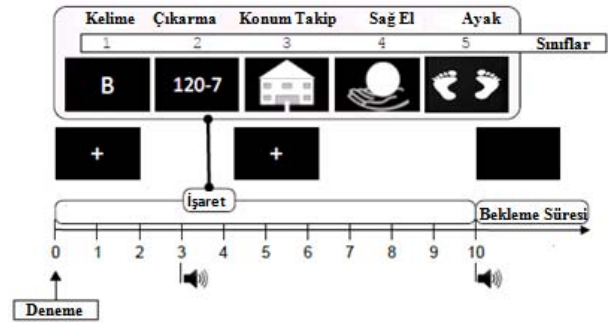 Kelime Çıkarma Konum Takip Sağ El Ayak
1 2 3 4 5 Sınıflar
B 120-7
+ +
İşaret
Bekleme Süresi
0 1 2 3 4 5 6 7 8 9 10
Deneme